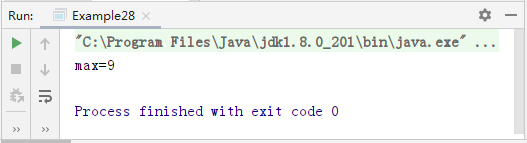 Run: Example28
"C:\Program Files\Java\jdk1.8.0_201\bin\java.exe" ...
max=9
Process finished with exit code 0